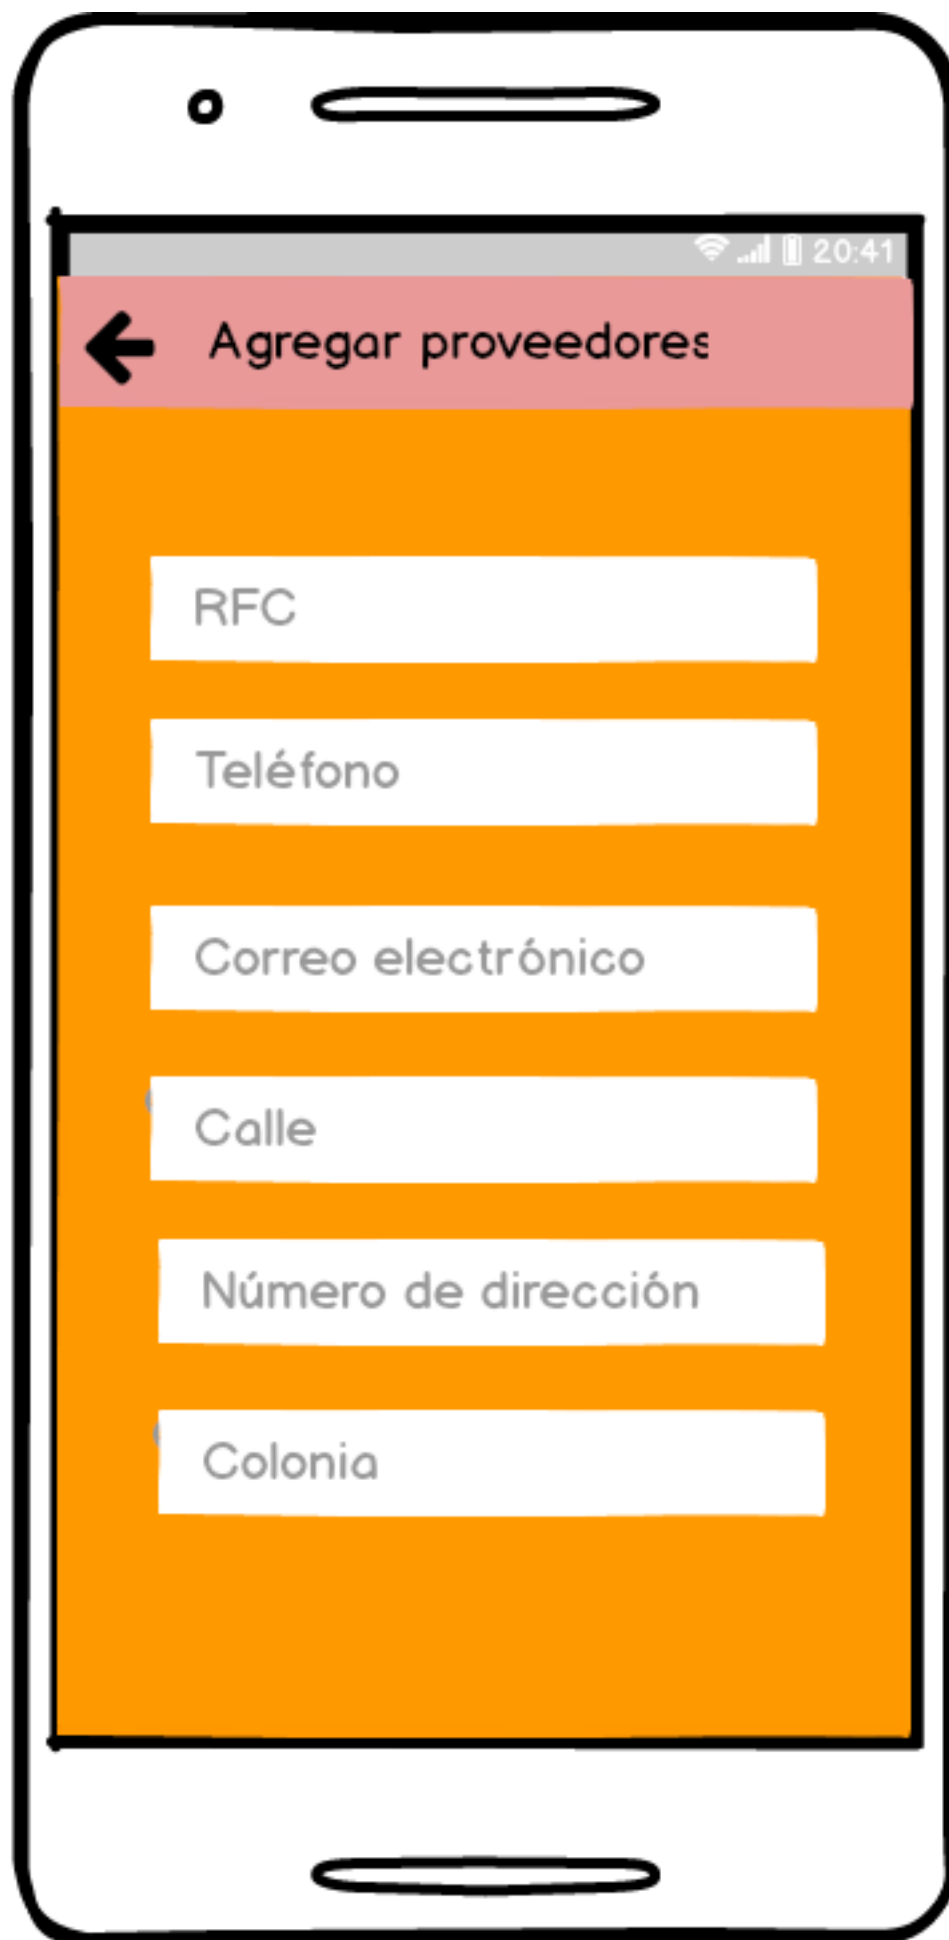 20:41
Agregar proveedores
RFC
Teléfono
Correo electrónico
Calle
Número de dirección
Colonia